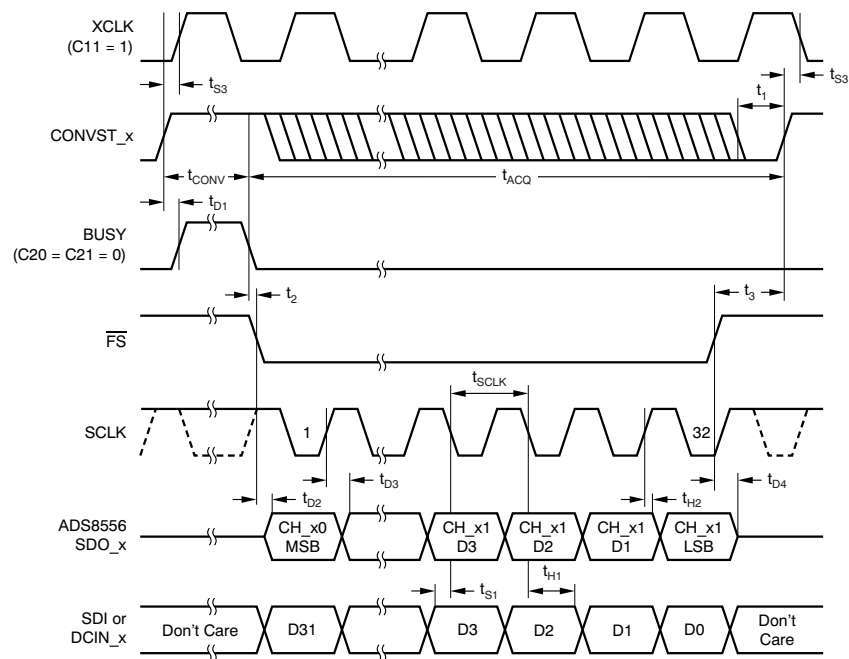 XCLK
(C11 = 1)
tS3
tS3
t1
CONVST_x
tCONV
tACQ
tD1
BUSY
(C20 = C21 = 0)
t2
t3
FS
tSCLK
SCLK
1
32
tD2
tD3
tH2
tD4
ADS8556
SDO_x
CH_x0
MSB
CH_x1
D3
CH_x1
D2
CH_x1
D1
CH_x1
LSB
tS1
tH1
SDI or
DCIN_x
Don't Care
D31
D3
D2
D1
D0
Don't
Care